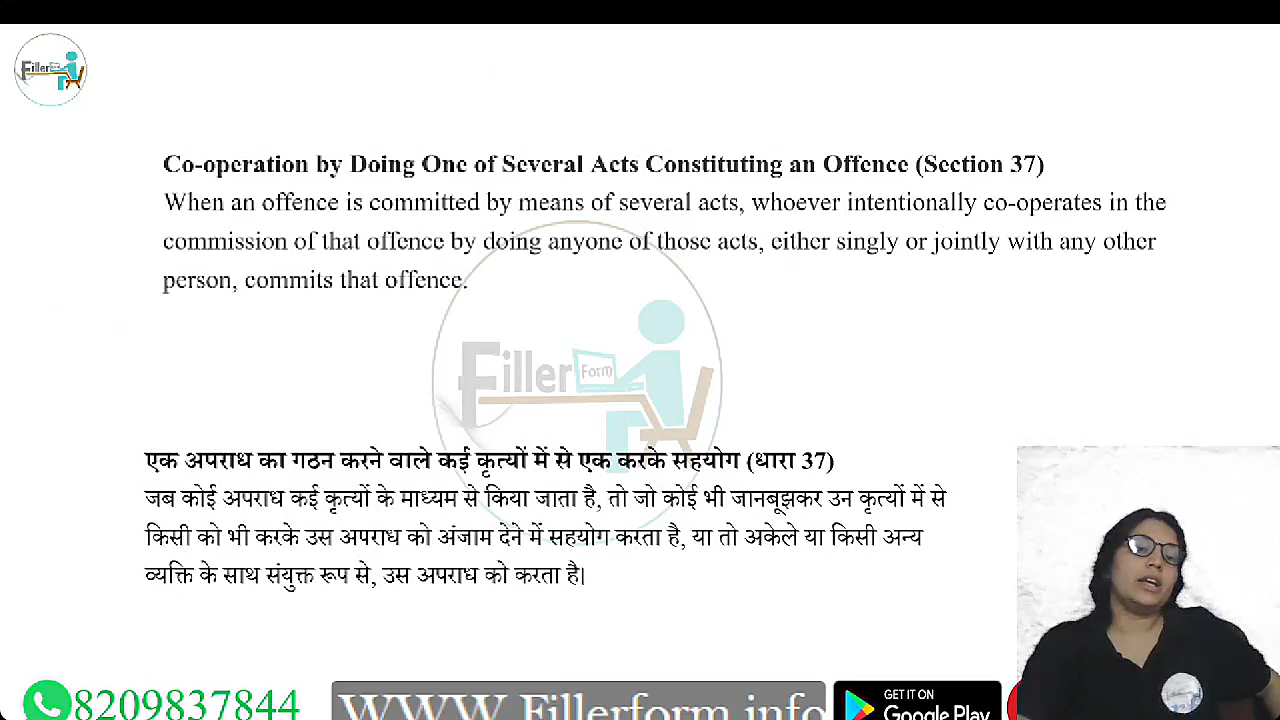 Filler Form
Co-operation by Doing One of Several Acts Constituting an Offence (Section 37)
When an offence is committed by means of several acts, whoever intentionally co-operates in the
commission of that offence by doing anyone of those acts, either singly or jointly with any other
person, commits that offence.
Filler Form
एक अपराध का गठन करने वाले कई कृत्यों में से एक करके सहयोग (धारा 37)
जब कोई अपराध कई कृत्यों के माध्यम से किया जाता है, तो जो कोई भी जानबूझकर उन कृत्यों में से
किसी को भी करके उस अपराध को अंजाम देने में सहयोग करता है, या तो अकेले या किसी अन्य
व्यक्ति के साथ संयुक्त रूप से, उस अपराध को करता है।
8209837844
WWW.Fillerform.info
GET IT ON
Google Play